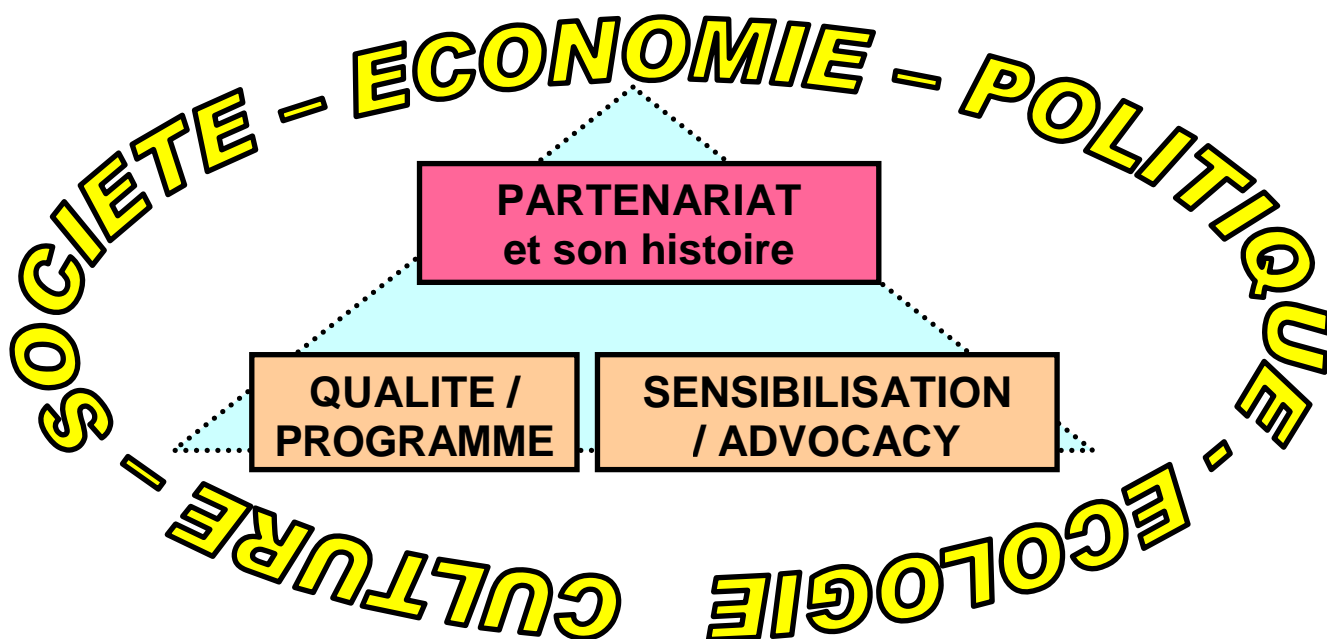 CULTURE – SOCIETE – ECONOMIE – POLITIQUE - ECOLOGIE
PARTENARIAT
et son histoire
QUALITE /
PROGRAMME
SENSIBILISATION
/ ADVOCACY